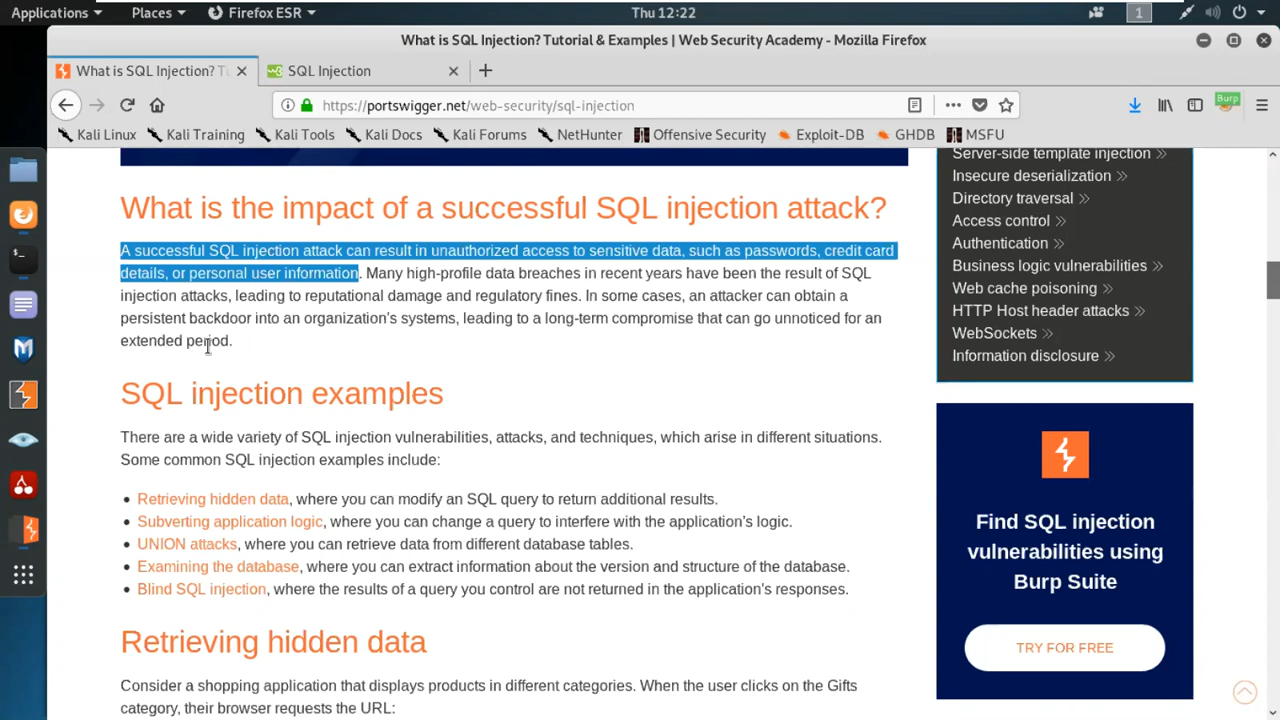 Applications Places Firefox ESR Thu 12:22 1
What is SQL Injection? Tutorial & Examples | Web Security Academy - Mozilla Firefox
What is SQL Injection? Tu SQL Injection
https://portswigger.net/web-security/sql-injection Burp
Kali Linux Kali Training Kali Tools Kali Docs Kali Forums NetHunter Offensive Security Exploit-DB GHDB MSFU
What is the impact of a successful SQL injection attack?
A successful SQL injection attack can result in unauthorized access to sensitive data, such as passwords, credit card
details, or personal user information. Many high-profile data breaches in recent years have been the result of SQL
injection attacks, leading to reputational damage and regulatory fines. In some cases, an attacker can obtain a
persistent backdoor into an organization's systems, leading to a long-term compromise that can go unnoticed for an
extended period.
SQL injection examples
There are a wide variety of SQL injection vulnerabilities, attacks, and techniques, which arise in different situations.
Some common SQL injection examples include:
• Retrieving hidden data, where you can modify an SQL query to return additional results.
• Subverting application logic, where you can change a query to interfere with the application's logic.
• UNION attacks, where you can retrieve data from different database tables.
• Examining the database, where you can extract information about the version and structure of the database.
• Blind SQL injection, where the results of a query you control are not returned in the application's responses.
Retrieving hidden data
Consider a shopping application that displays products in different categories. When the user clicks on the Gifts
category, their browser requests the URL:
Server-side template injection
Insecure deserialization
Directory traversal
Access control
Authentication
Business logic vulnerabilities
Web cache poisoning
HTTP Host header attacks
WebSockets
Information disclosure
Find SQL injection
vulnerabilities using
Burp Suite
TRY FOR FREE